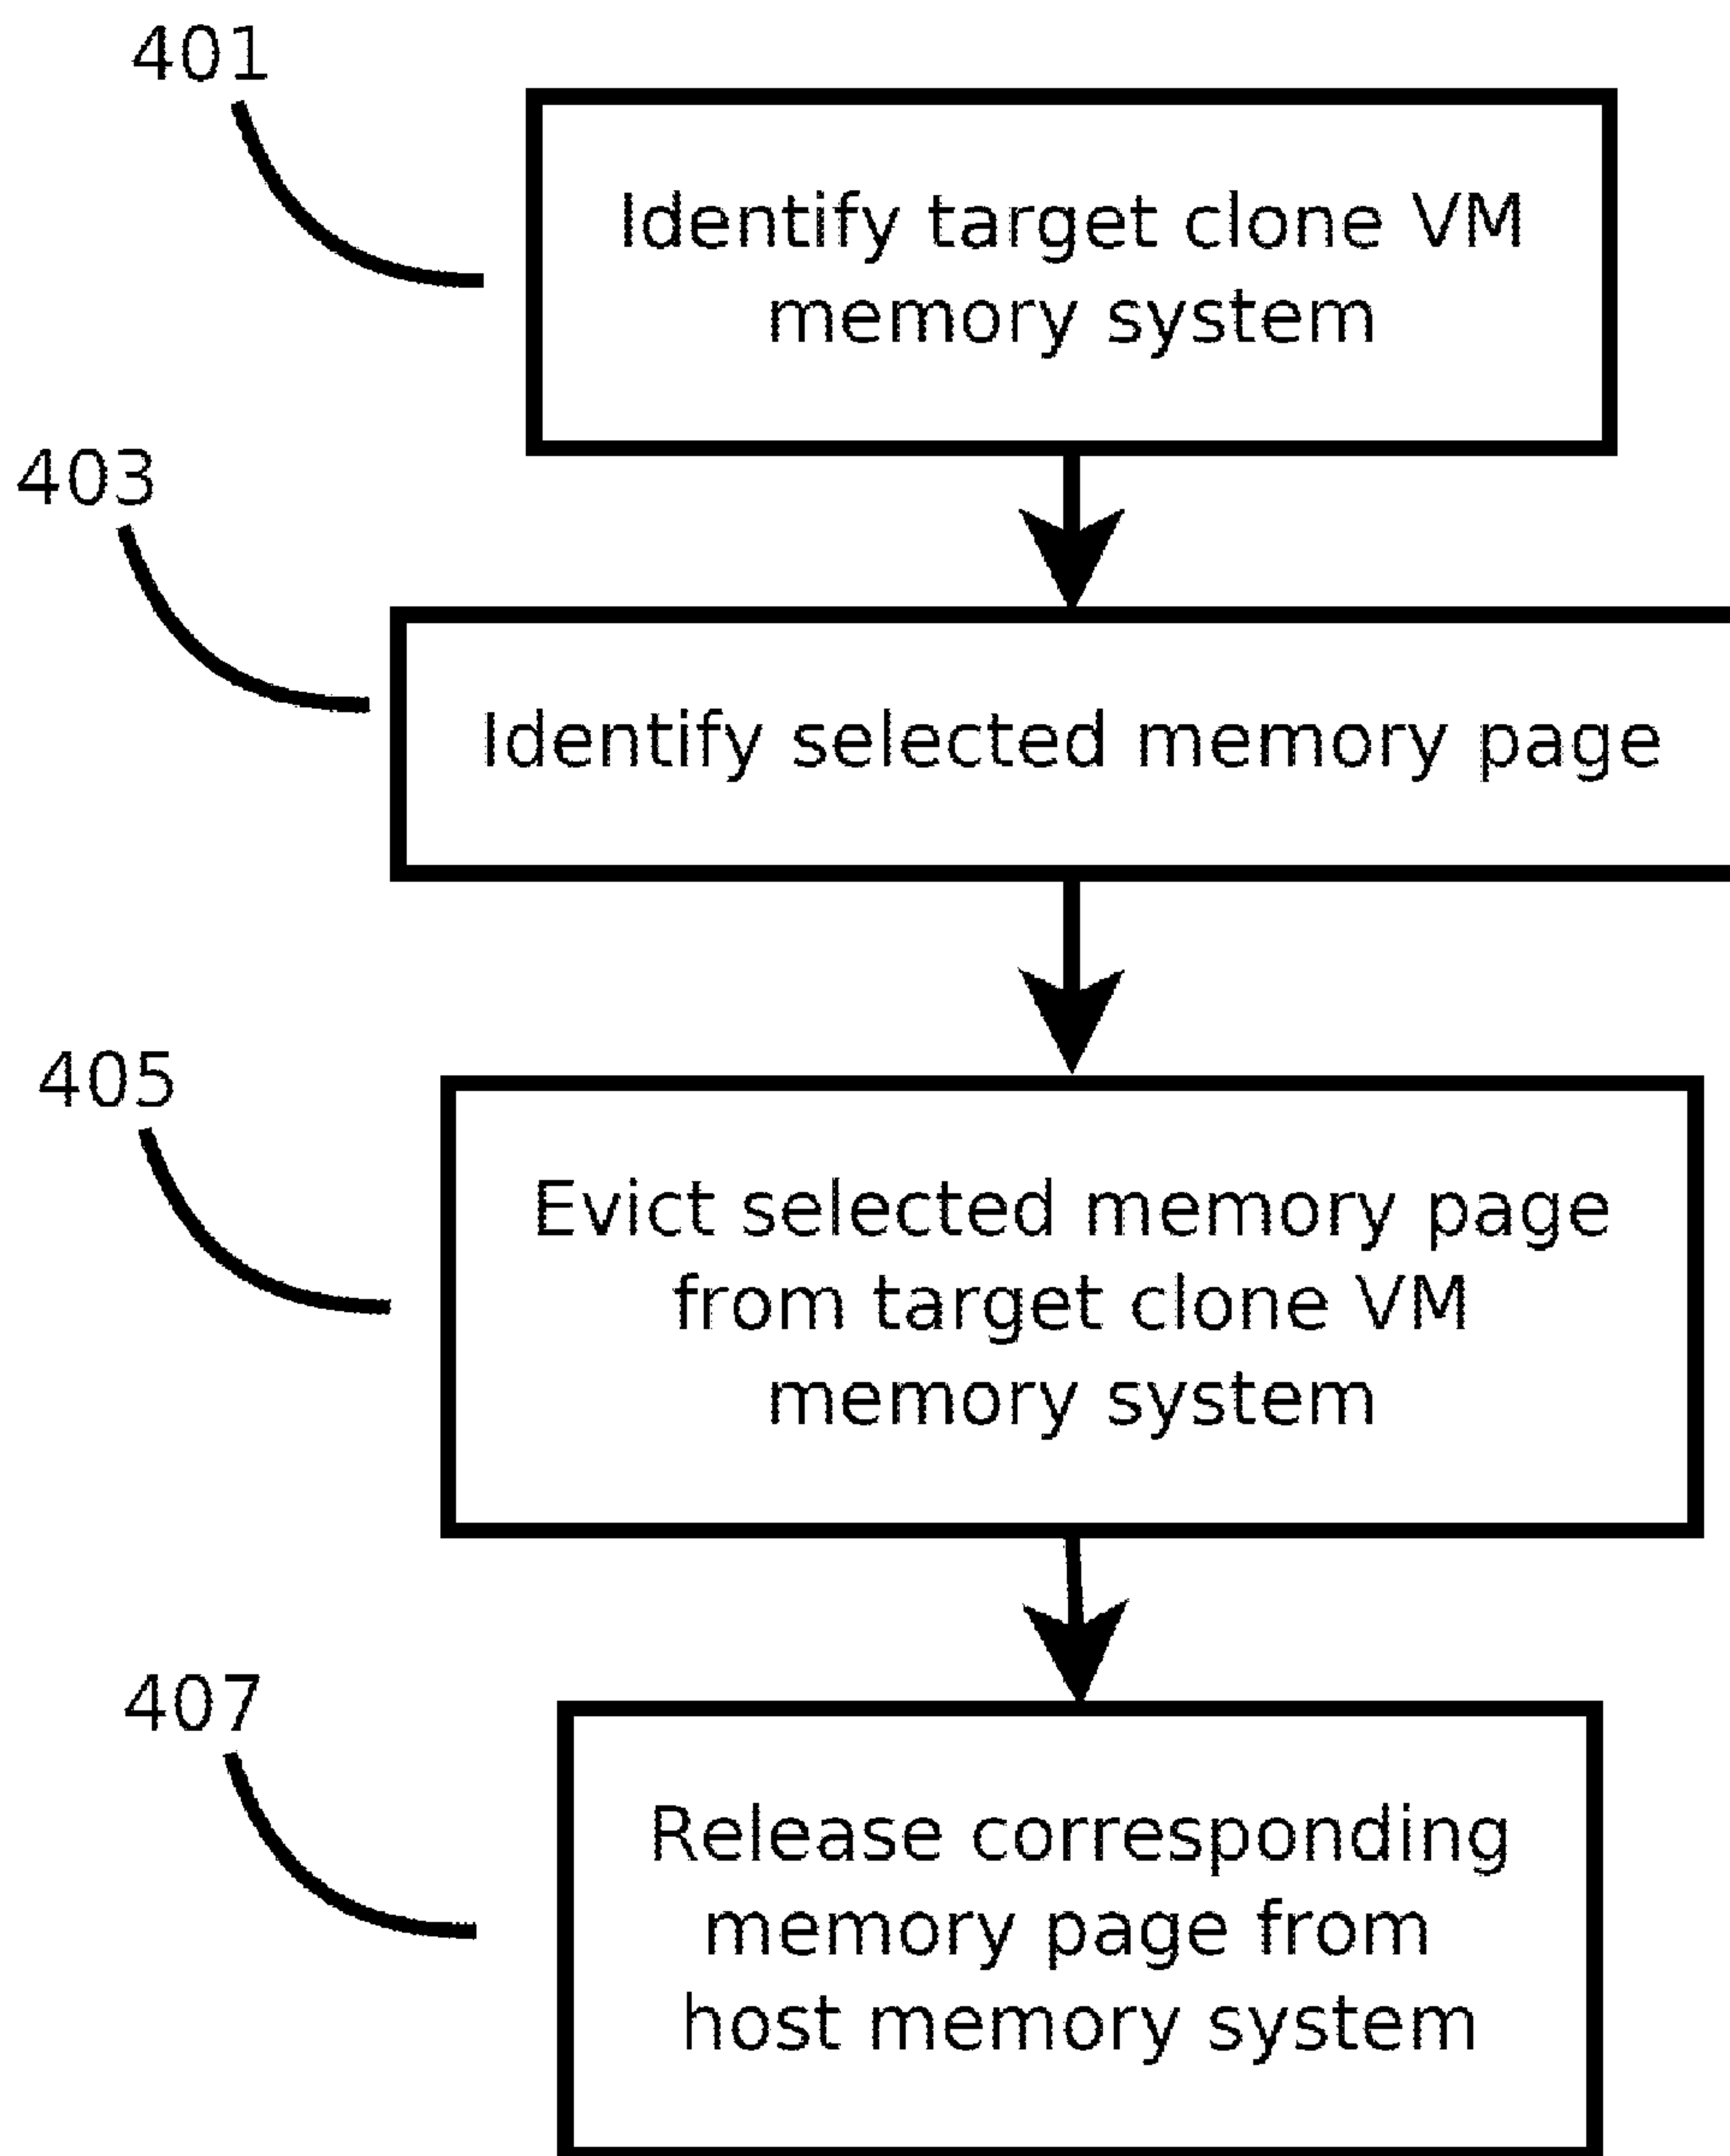 401
Identify target clone VM
memory system
403
Identify selected memory page
405
Evict selected memory page
from target clone VM
memory system
407
Release corresponding
memory page from
host memory system